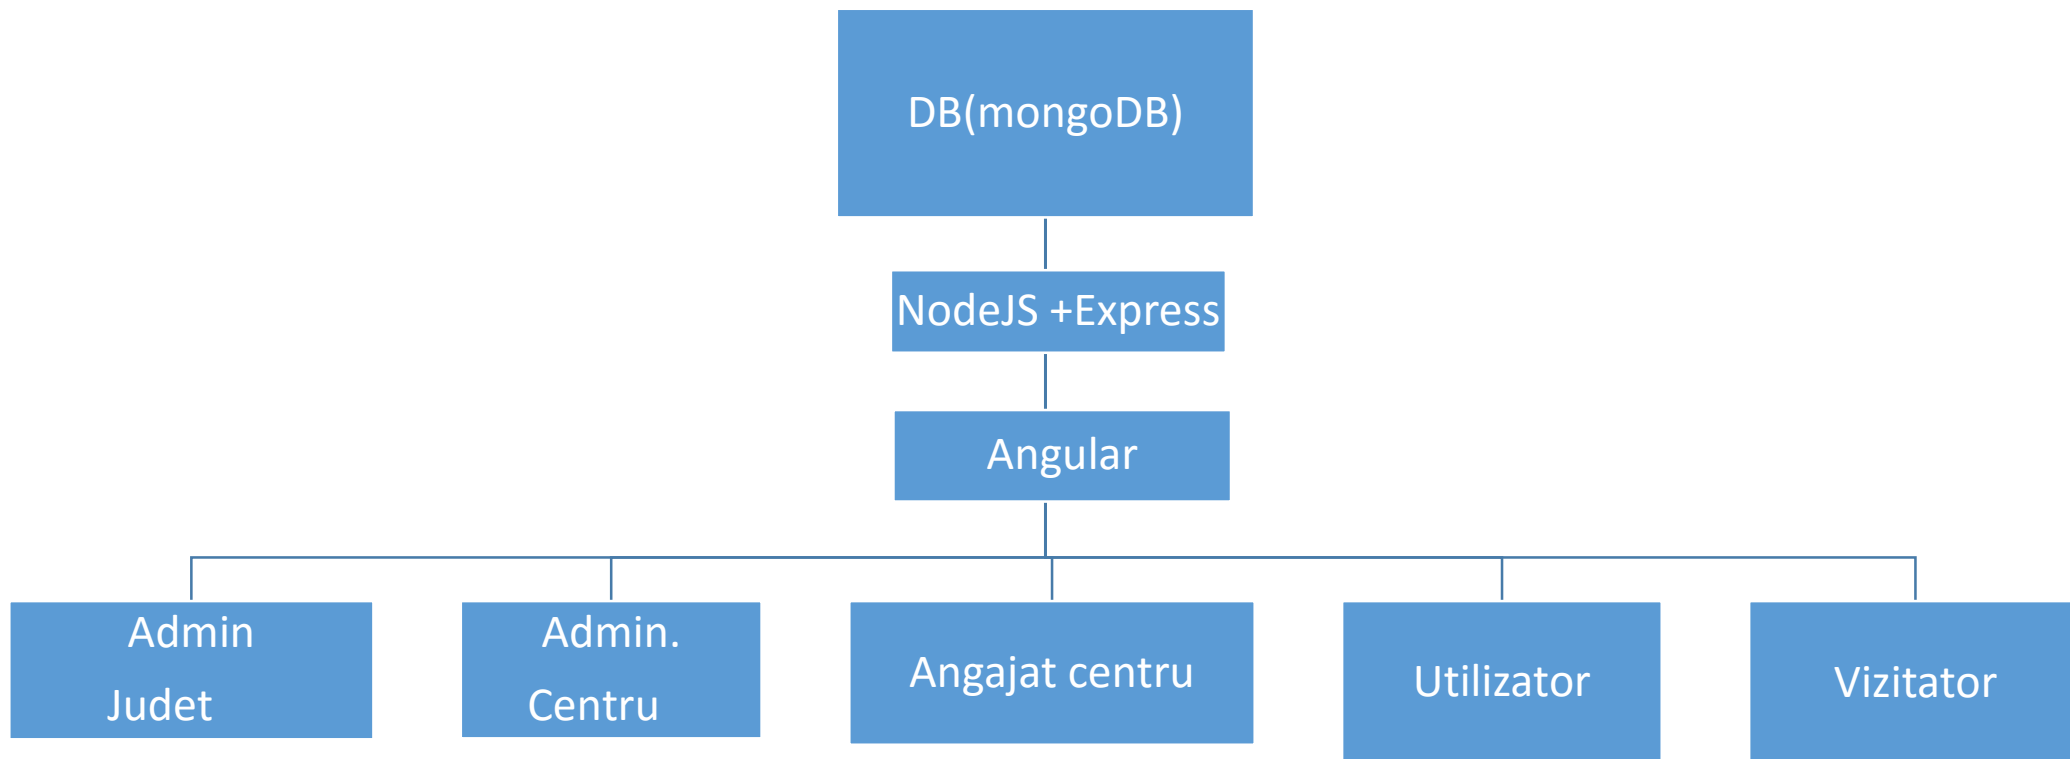 DB(mongoDB)
NodeJS +Express
Angular
Admin
Judet
Admin.
Centru
Angajat centru
Utilizator
Vizitator